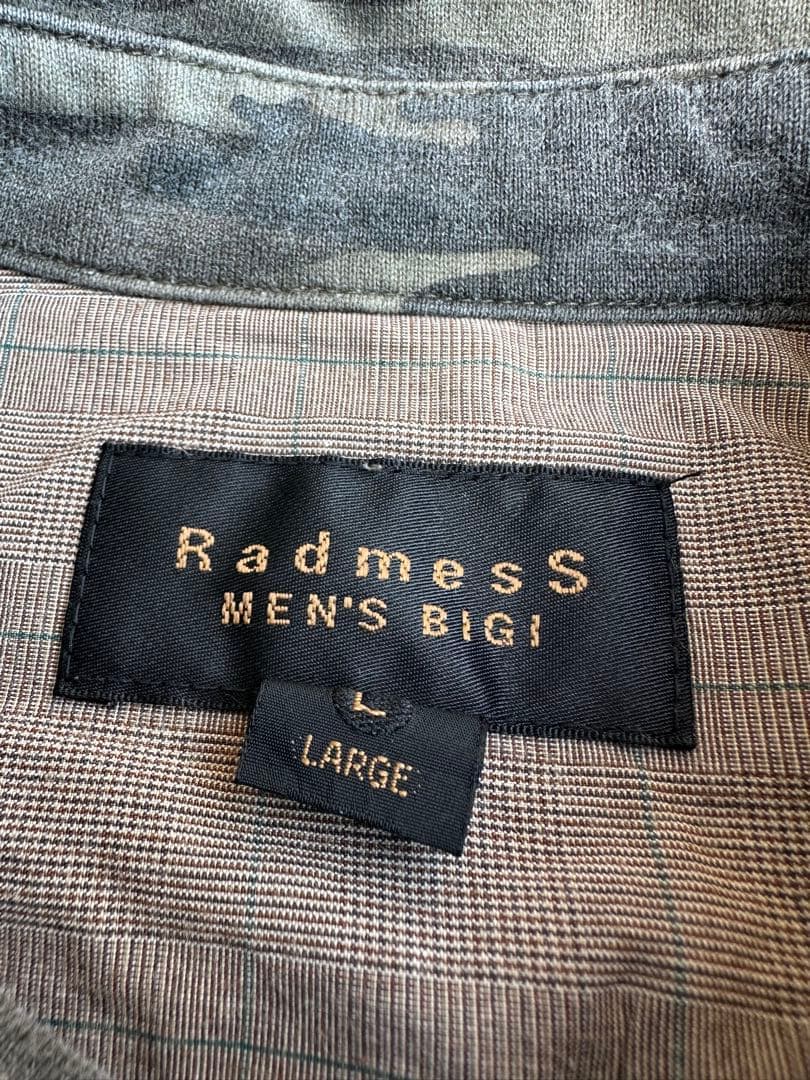 RadmesS
MEN'S BIGI
L
LARGE